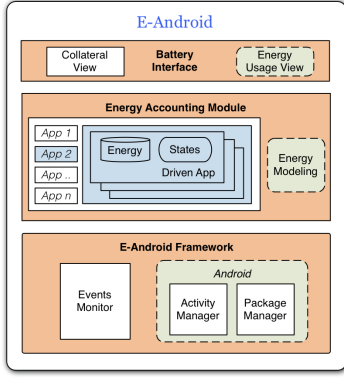 E-Android
Collateral
View
Battery
Interface
Energy
Usage View
Energy Accounting Module
App 1
App 2
App ..
App n
Energy
States
Driven App
Energy
Modeling
E-Android Framework
Events
Monitor
Android
Activity
Manager
Package
Manager